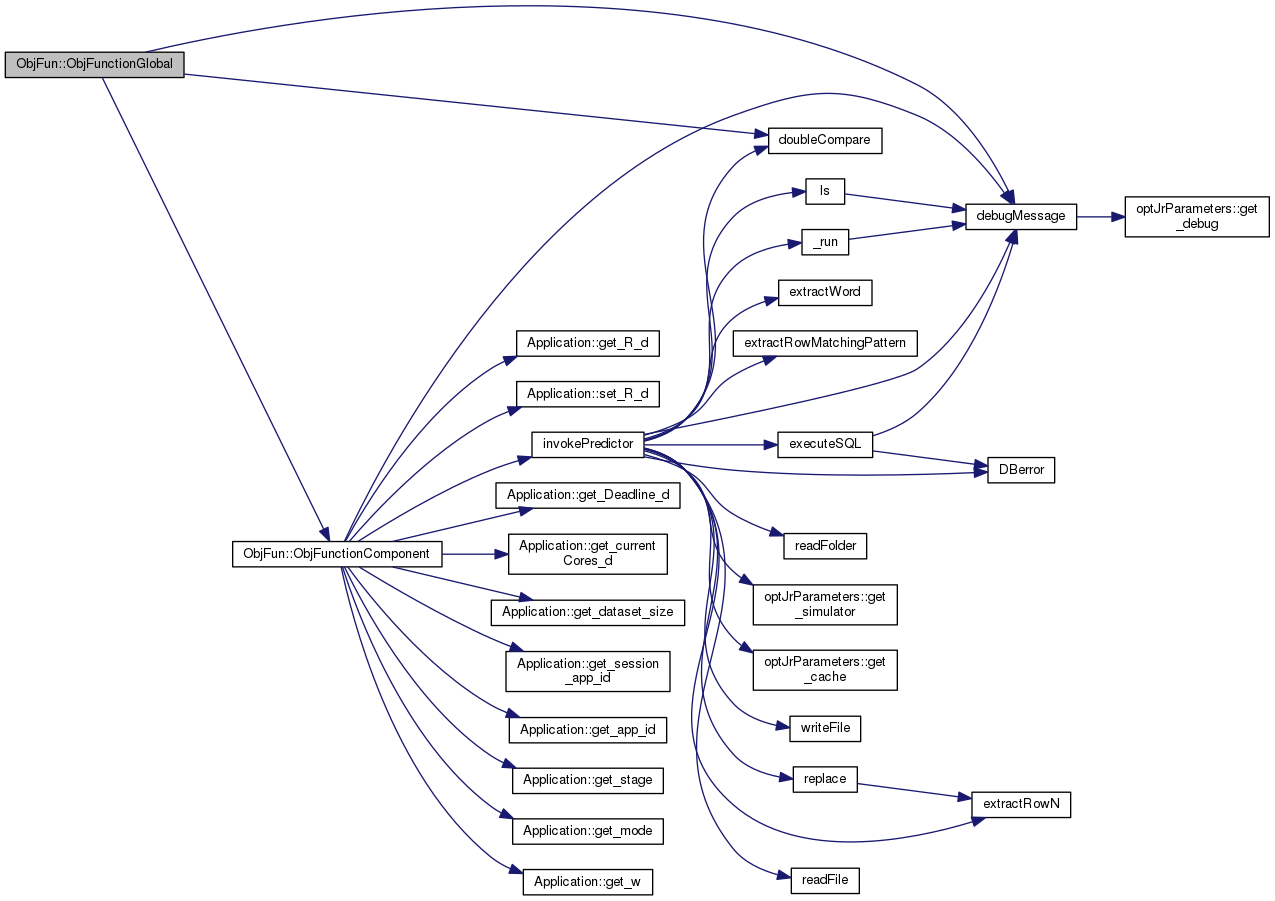 ObjFun::ObjFunctionGlobal
doubleCompare
ls
debugMessage
optJrParameters::get
_debug
_run
extractWord
Application::get_R_d
extractRowMatchingPattern
Application::set_R_d
invokePredictor
executeSQL
DBerror
Application::get_Deadline_d
ObjFun::ObjFunctionComponent
Application::get_current
Cores_d
readFolder
Application::get_dataset_size
optJrParameters::get
_simulator
Application::get_session
_app_id
optJrParameters::get
_cache
Application::get_app_id
writeFile
Application::get_stage
replace
extractRowN
Application::get_mode
Application::get_w
readFile